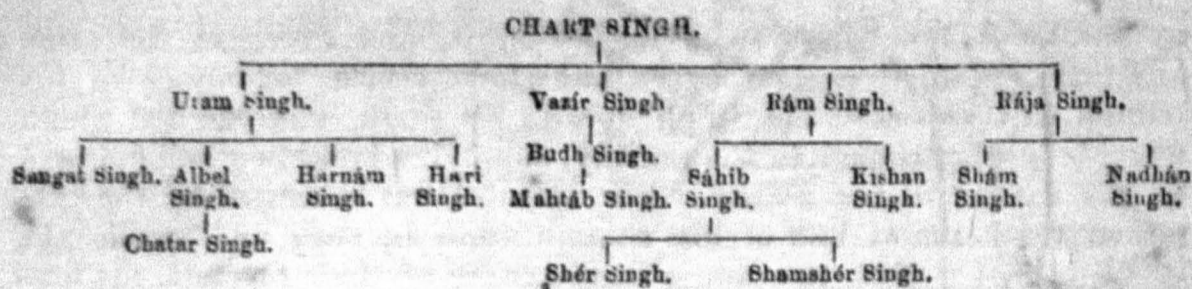 CHART SINGH.
Utam Singh. Vazír Singh Rám Singh. Rája Singh.
Budh Singh.
Sangat Singh. Albel Singh. Harnám Singh. Hari Singh. Mahtáb Singh. Sáhib Singh. Kishan Singh. Shám Singh. Nadhán Singh.
Chatar Singh.
Shér Singh. Shamshér Singh.